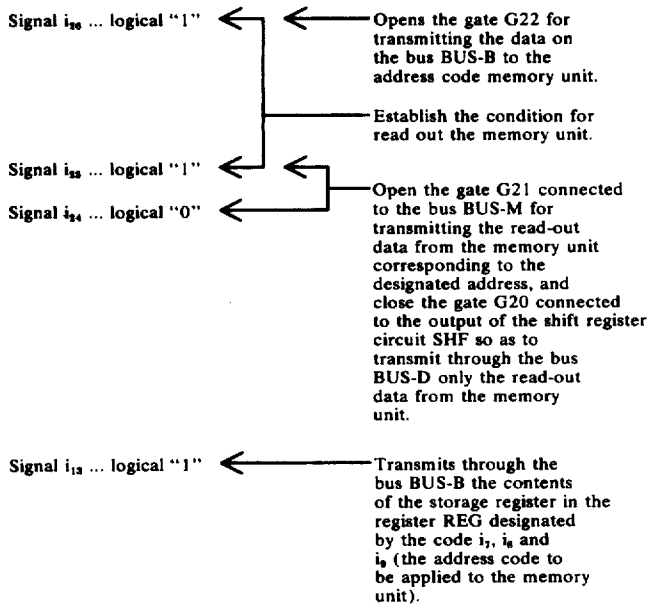 Signal i₂₆ ... logical "1"
Opens the gate G22 for
transmitting the data on
the bus BUS-B to the
address code memory unit.
Establish the condition for
read out the memory unit.
Signal i₂₅ ... logical "1"
Signal i₂₄ ... logical "0"
Open the gate G21 connected
to the bus BUS-M for
transmitting the read-out
data from the memory unit
corresponding to the
designated address, and
close the gate G20 connected
to the output of the shift register
circuit SHF so as to
transmit through the bus
BUS-D only the read-out
data from the memory
unit.
Signal i₁₃ ... logical "1"
Transmits through the
bus BUS-B the contents
of the storage register in the
register REG designated
by the code i₇, i₈ and
i₉ (the address code to
be applied to the memory
unit).